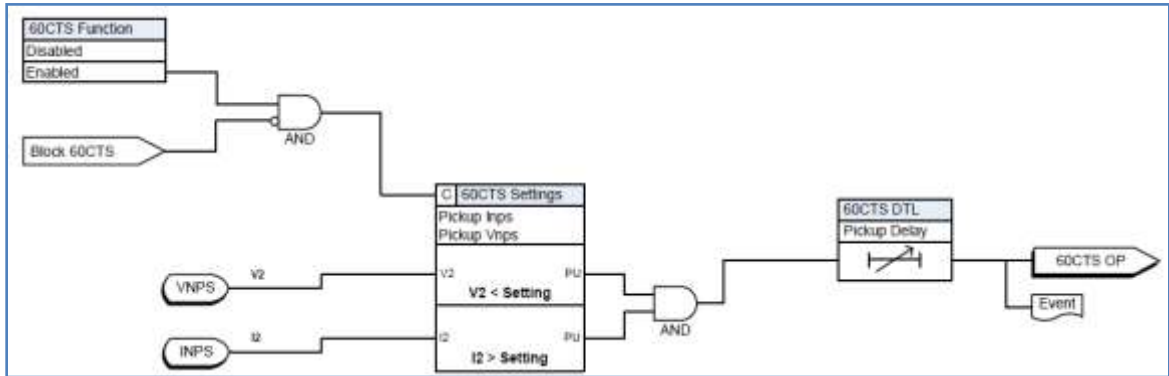 60CTS Function
Disabled
Enabled
AND
Block 60CTS
C 60CTS Settings
Pickup Inps
Pickup Vnps
60CTS DTL
Pickup Delay
VNPS
V2
V2
PU
V2 < Setting
60CTS OP
Event
AND
INPS
I2
I2
PU
I2 > Setting